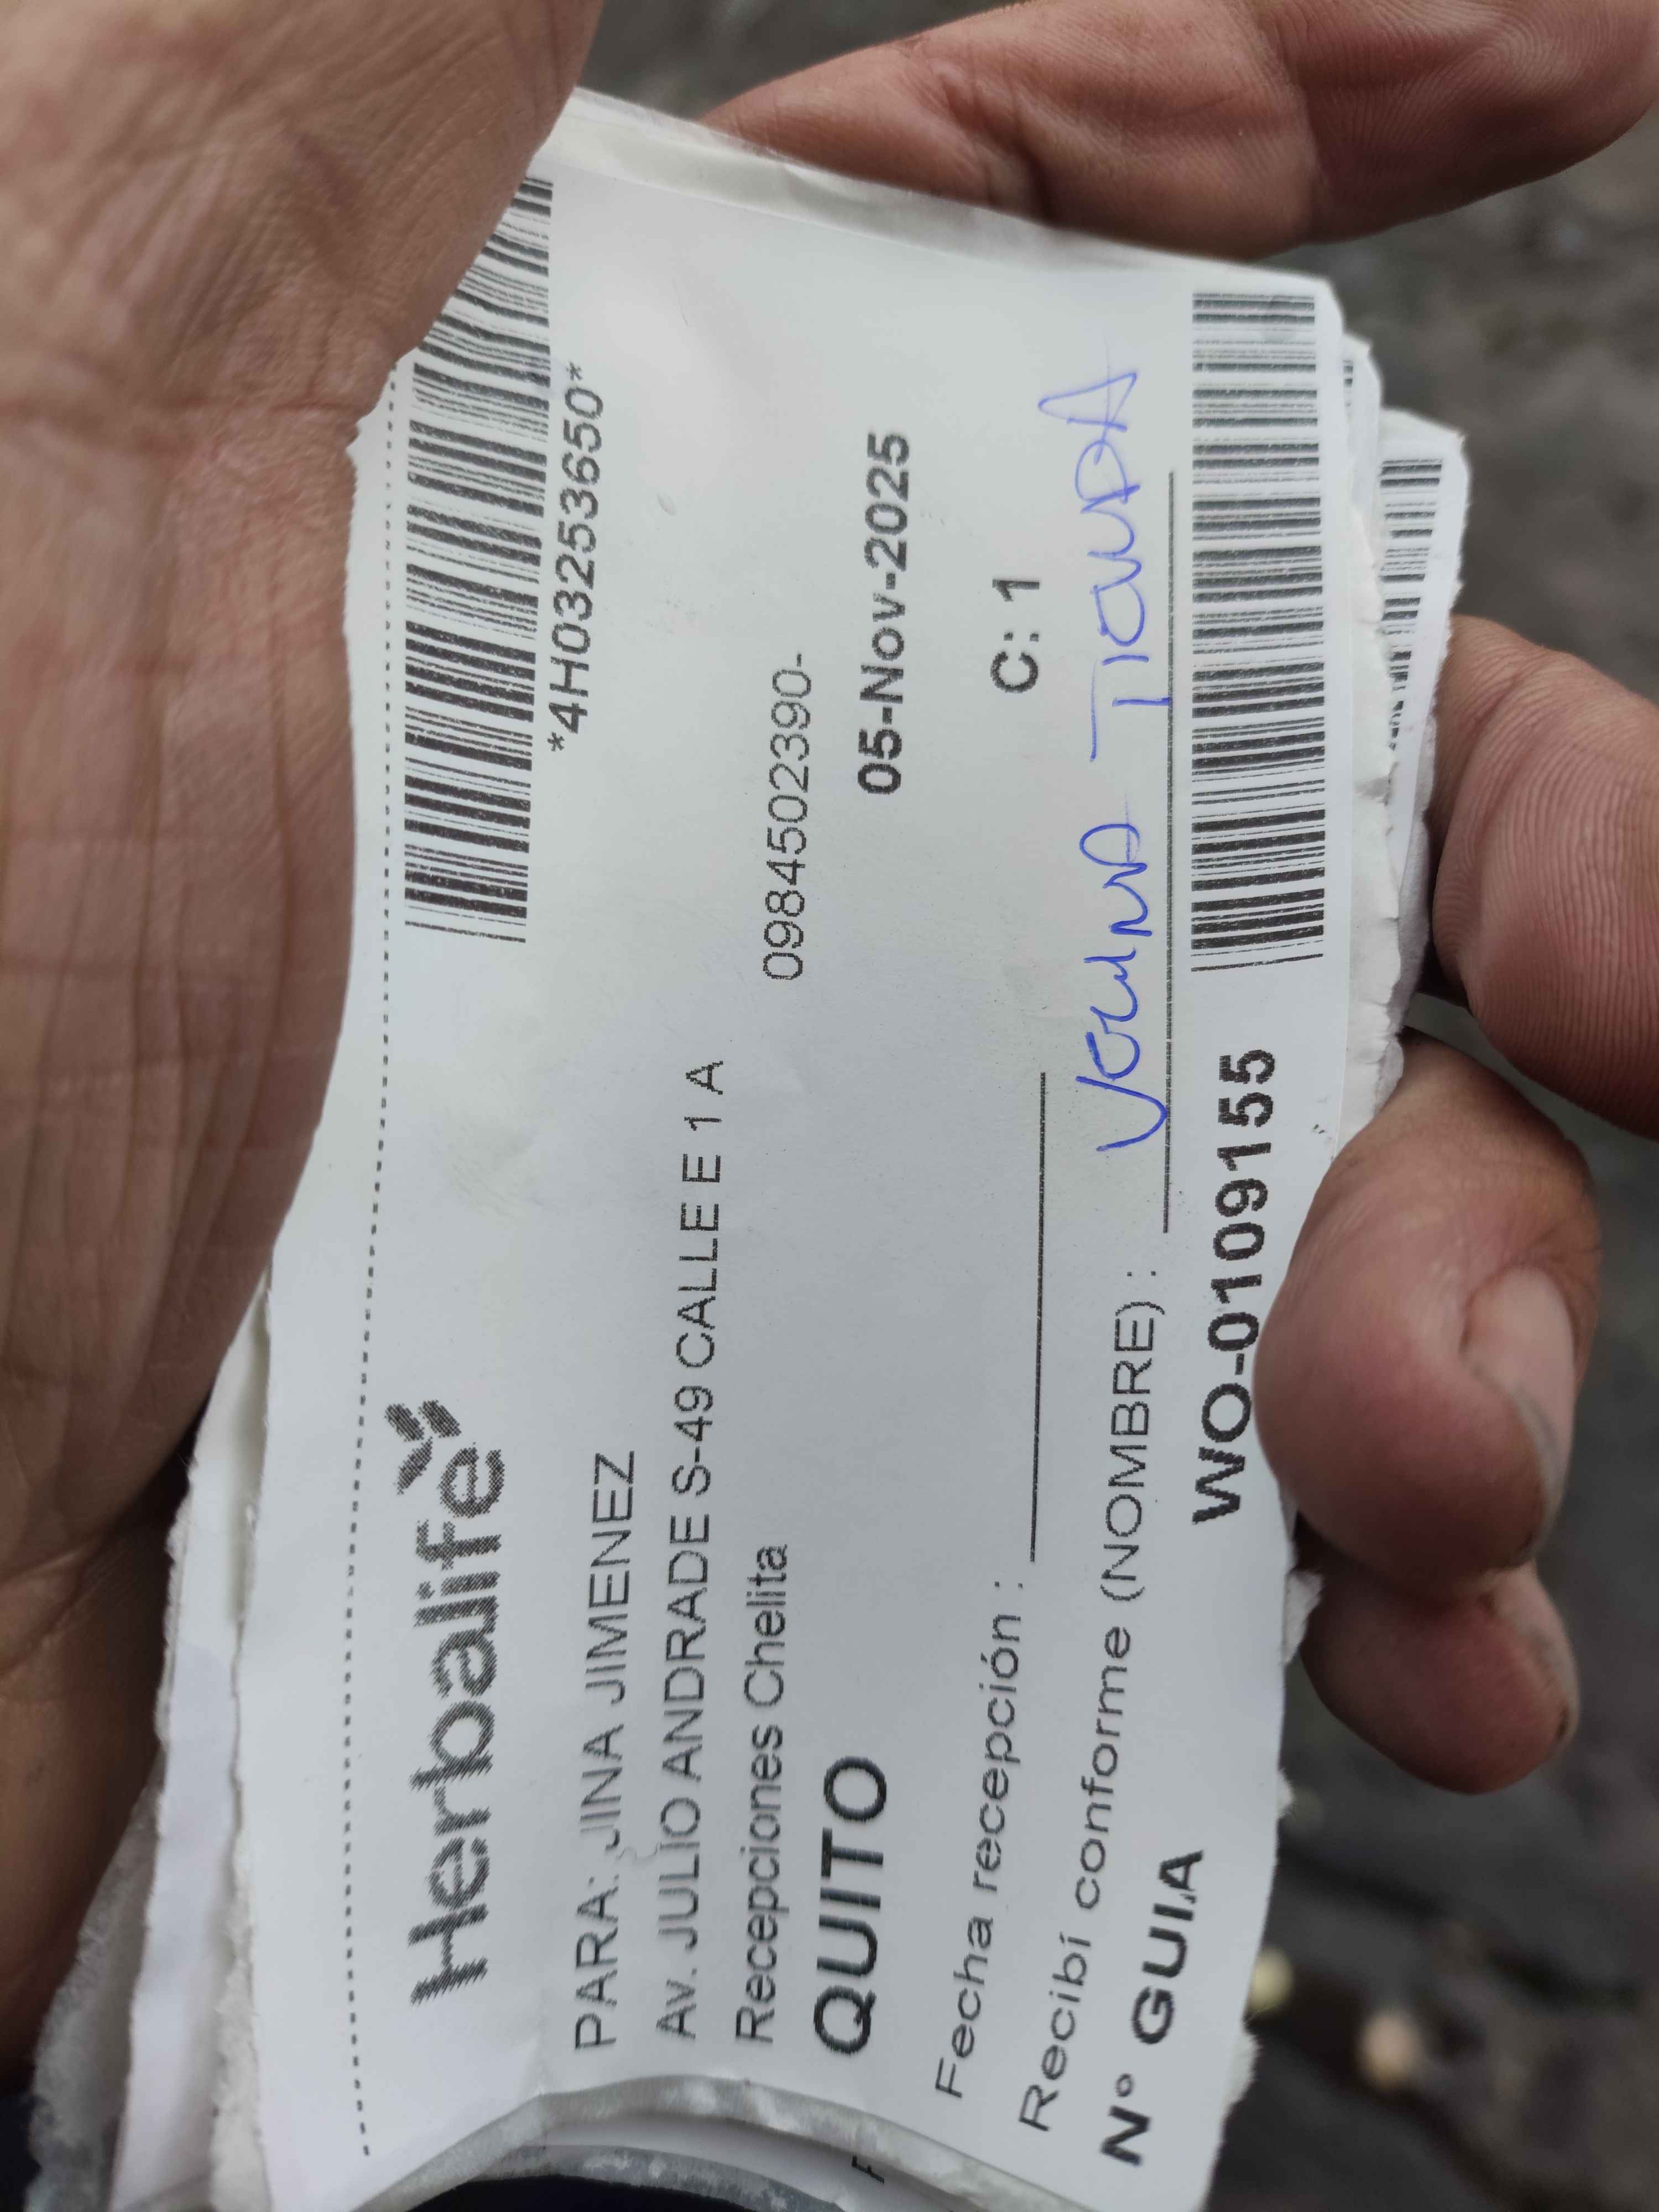 Herbalife
*4H03253650*
PARA: JINA JIMENEZ
Av. JULIO ANDRADE S-49 CALLE E 1 A
Recepciones Chelita
0984502390-
QUITO
05-Nov-2025
Fecha recepción :
C: 1
Recibí conforme (NOMBRE) :
N° GUIA
WO-0109155